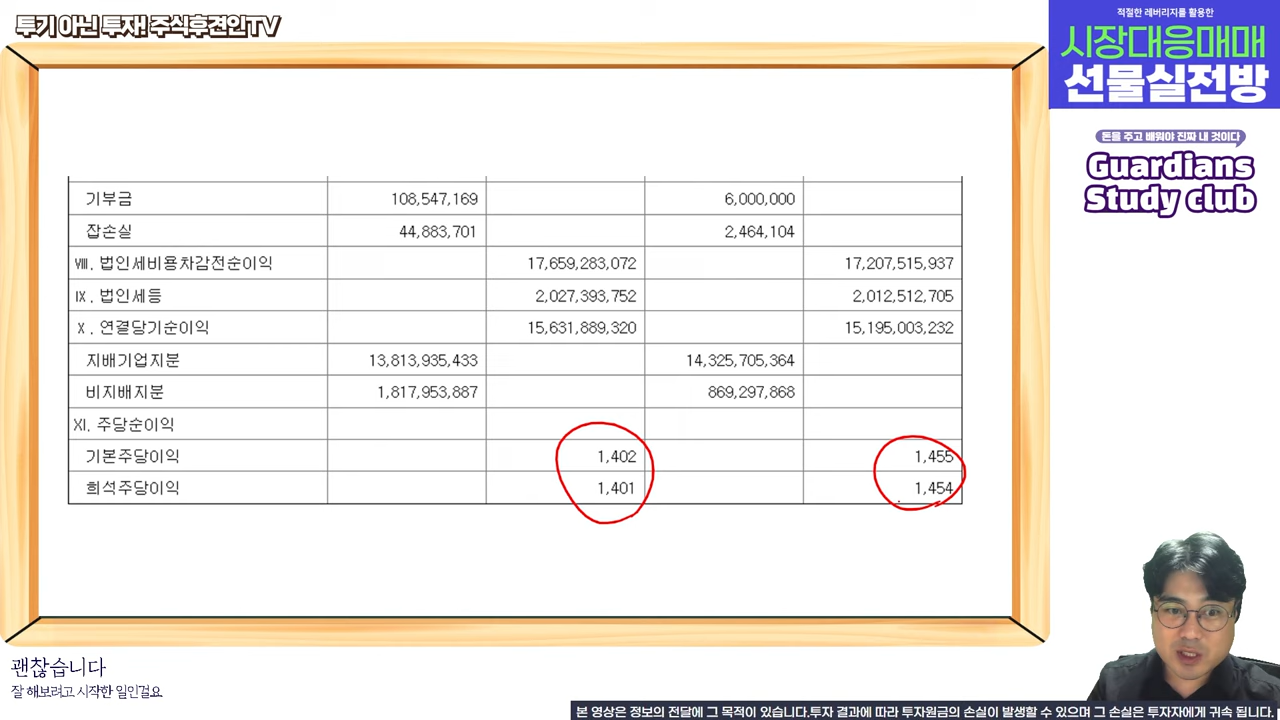 투기 아닌 투자! 주식후견인TV
적절한 레버리지를 활용한
시장대응매매
선물실전방
돈을 주고 배워야 진짜 내 것이다
Guardians
Study club
기부금 108,547,169 6,000,000
잡손실 44,883,701 2,464,104
Ⅷ. 법인세비용차감전순이익 17,659,283,072 17,207,515,937
Ⅸ. 법인세등 2,027,393,752 2,012,512,705
Ⅹ. 연결당기순이익 15,631,889,320 15,195,003,232
지배기업지분 13,813,935,433 14,325,705,364
비지배지분 1,817,953,887 869,297,868
XI. 주당순이익
기본주당이익 1,402 1,455
희석주당이익 1,401 1,454
괜찮습니다
잘 해보려고 시작한 일인걸요
본 영상은 정보의 전달에 그 목적이 있습니다.투자 결과에 따라 투자원금의 손실이 발생할 수 있으며 그 손실은 투자자에게 귀속 됩니다.